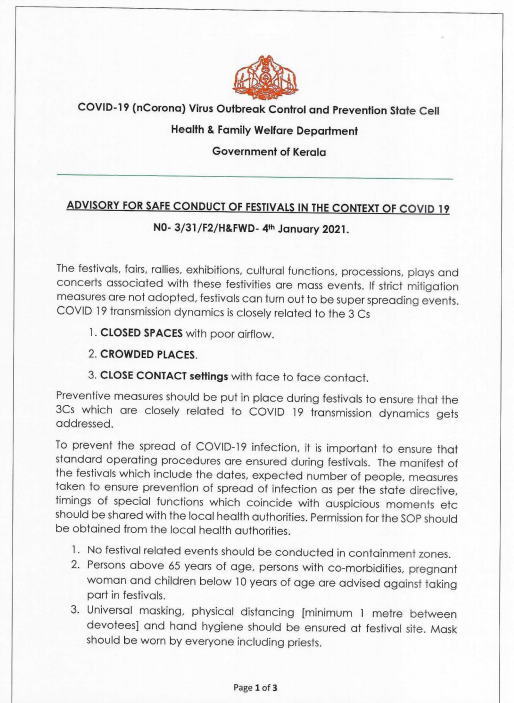 COVID-19 (nCorona) Virus Outbreak Control and Prevention State Cell
Health & Family Welfare Department
Government of Kerala
ADVISORY FOR SAFE CONDUCT OF FESTIVALS IN THE CONTEXT OF COVID 19
N0- 3/31/F2/H&FWD- 4th January 2021.
The festivals, fairs, rallies, exhibitions, cultural functions, processions, plays and
concerts associated with these festivities are mass events. If strict mitigation
measures are not adopted, festivals can turn out to be super spreading events.
COVID 19 transmission dynamics is closely related to the 3 Cs
1. CLOSED SPACES with poor airflow.
2. CROWDED PLACES.
3. CLOSE CONTACT settings with face to face contact.
Preventive measures should be put in place during festivals to ensure that the
3Cs which are closely related to COVID 19 transmission dynamics gets
addressed.
To prevent the spread of COVID-19 infection, it is important to ensure that
standard operating procedures are ensured during festivals. The manifest of
the festivals which include the dates, expected number of people, measures
taken to ensure prevention of spread of infection as per the state directive,
timings of special functions which coincide with auspicious moments etc
should be shared with the local health authorities. Permission for the SOP should
be obtained from the local health authorities.
1. No festival related events should be conducted in containment zones.
2. Persons above 65 years of age, persons with co-morbidities, pregnant
woman and children below 10 years of age are advised against taking
part in festivals.
3. Universal masking, physical distancing [minimum 1 metre between
devotees] and hand hygiene should be ensured at festival site. Mask
should be worn by everyone including priests.
Page 1 of 3